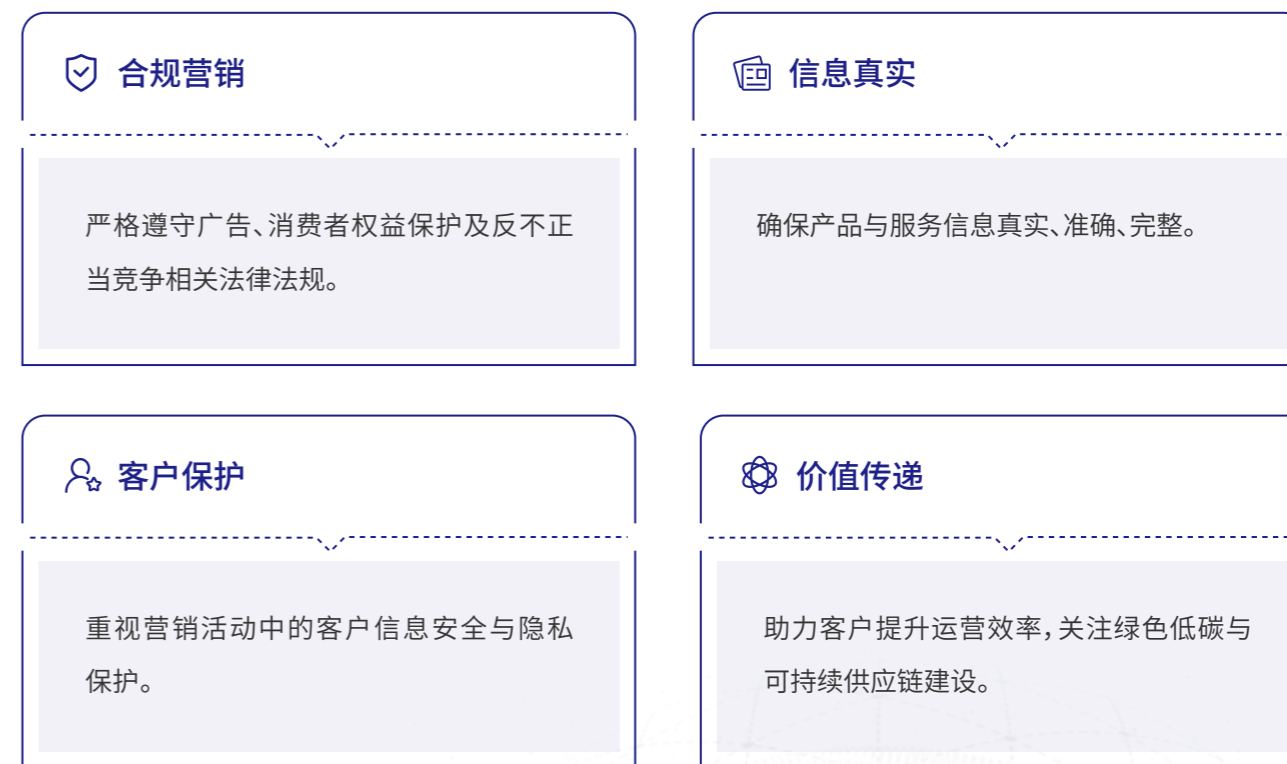 合规营销
严格遵守广告、消费者权益保护及反不正
当竞争相关法律法规。
信息真实
确保产品与服务信息真实、准确、完整。
客户保护
重视营销活动中的客户信息安全与隐私
保护。
价值传递
助力客户提升运营效率,关注绿色低碳与
可持续供应链建设。